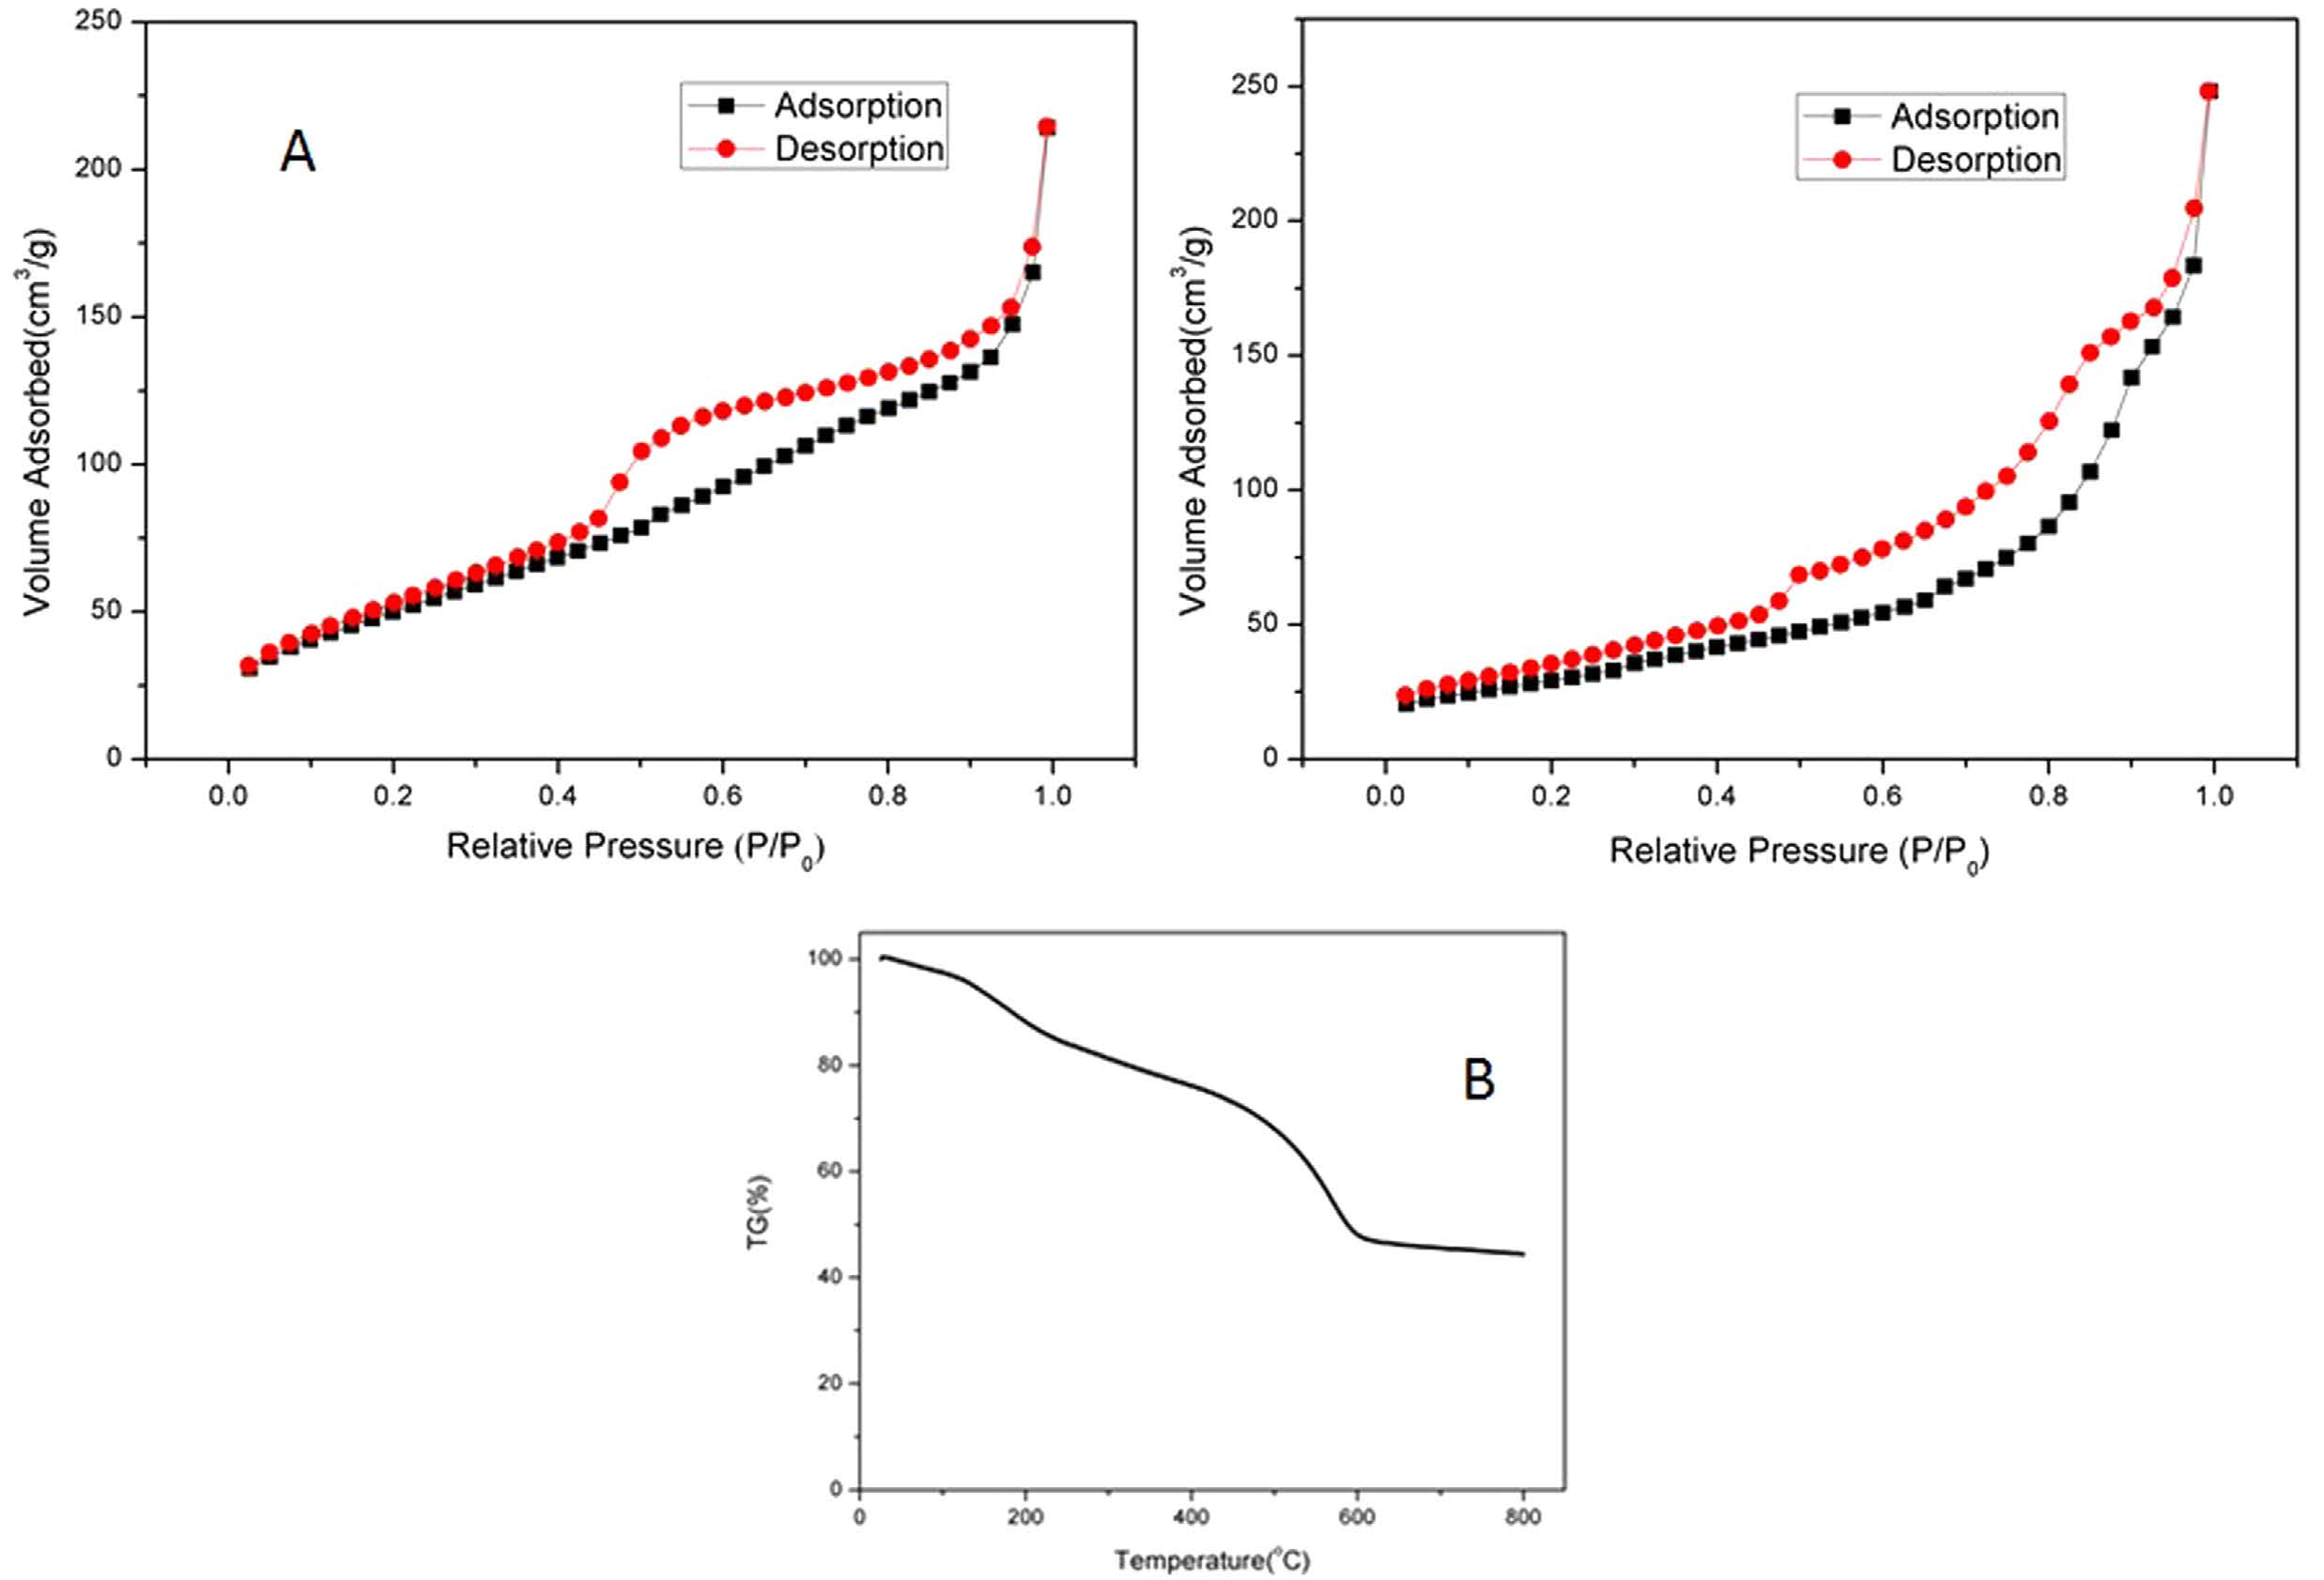 A
Adsorption
Desorption
Volume Adsorbed(cm³/g)
250
200
150
100
50
0
0.0 0.2 0.4 0.6 0.8 1.0
Relative Pressure (P/P₀)
Adsorption
Desorption
Volume Adsorbed(cm³/g)
250
200
150
100
50
0
0.0 0.2 0.4 0.6 0.8 1.0
Relative Pressure (P/P₀)
B
TG(%)
100
80
60
40
20
0
0 200 400 600 800
Temperature(°C)